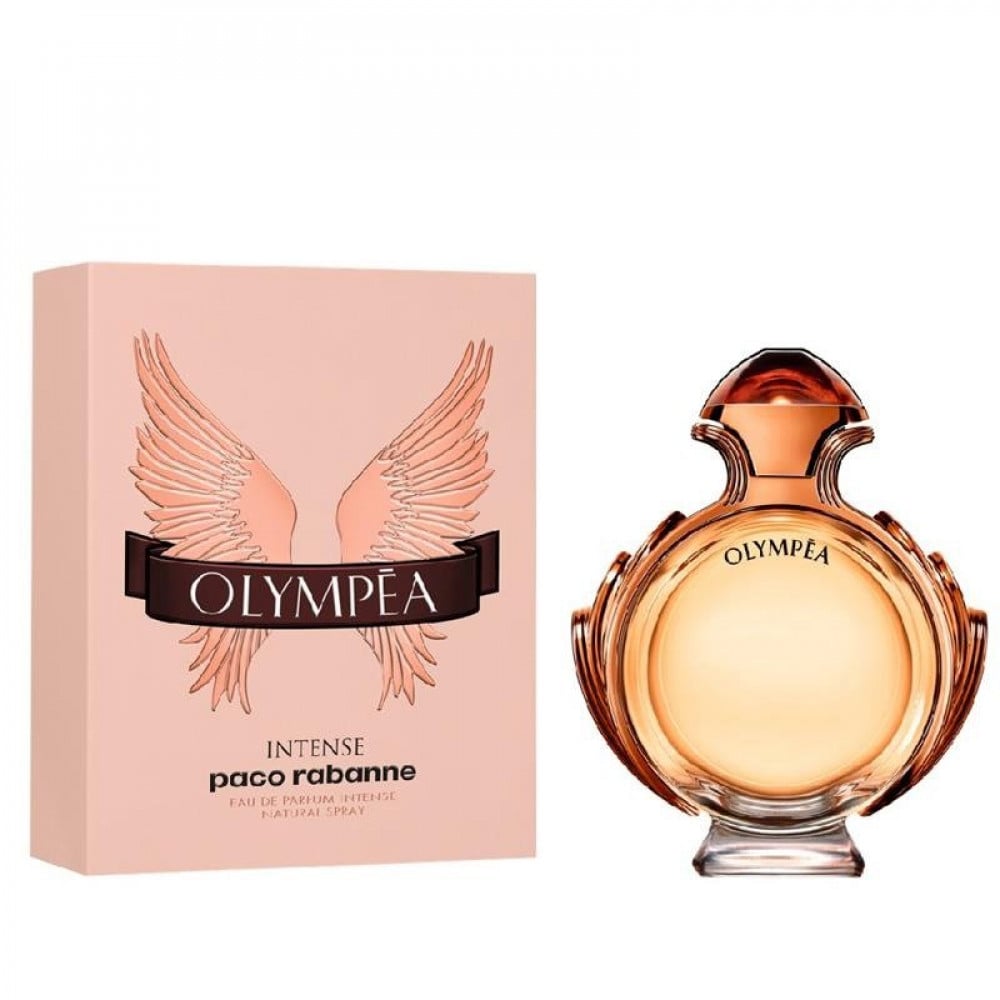 OLYMPĒA
INTENSE
paco rabanne
EAU DE PARFUM INTENSE
NATURAL SPRAY
OLYMPĒA